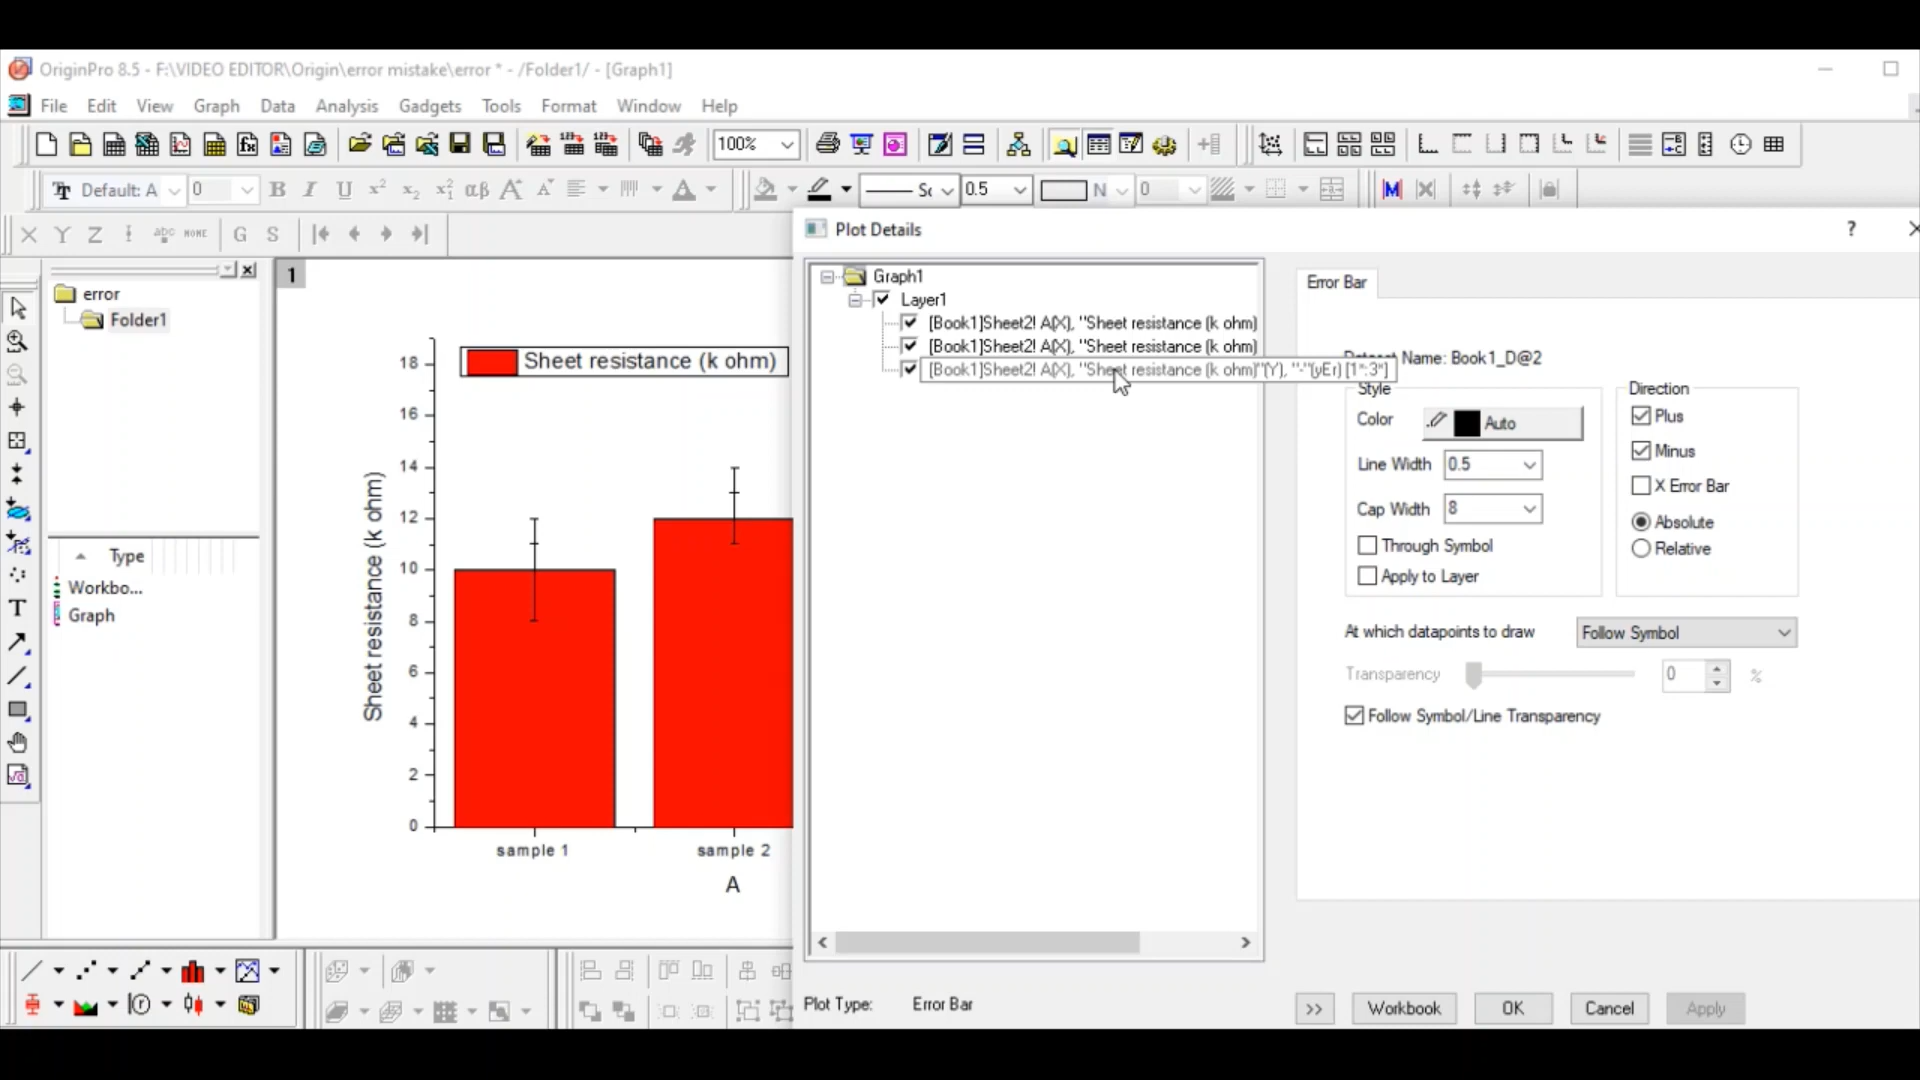 OriginPro 8.5 - F:\VIDEO EDITOR\Origin\error mistake\error * - /Folder1/ - [Graph1]
File Edit View Graph Data Analysis Gadgets Tools Format Window Help
100%
Default: A 0 B I U αβ 0.5 N 0
X Y Z ABC NONE G S
Plot Details
1
error
Folder1
Type
Workbo...
Graph
T
Sheet resistance (k ohm)
Sheet resistance (k ohm)
18
16
14
12
10
8
6
4
2
0
sample 1 sample 2
A
Graph1
Layer1
[Book1]Sheet2! A(X), "Sheet resistance (k ohm)
[Book1]Sheet2! A(X), "Sheet resistance (k ohm)
[Book1]Sheet2! A(X), "Sheet resistance (k ohm)"(Y), "-"(yEr) [1*:3*]
Error Bar
Dataset Name: Book1_D@2
Style
Color Auto
Line Width 0.5
Cap Width 8
Through Symbol
Apply to Layer
Direction
Plus
Minus
X Error Bar
Absolute
Relative
At which datapoints to draw Follow Symbol
Transparency 0 %
Follow Symbol/Line Transparency
Plot Type: Error Bar
>> Workbook OK Cancel Apply